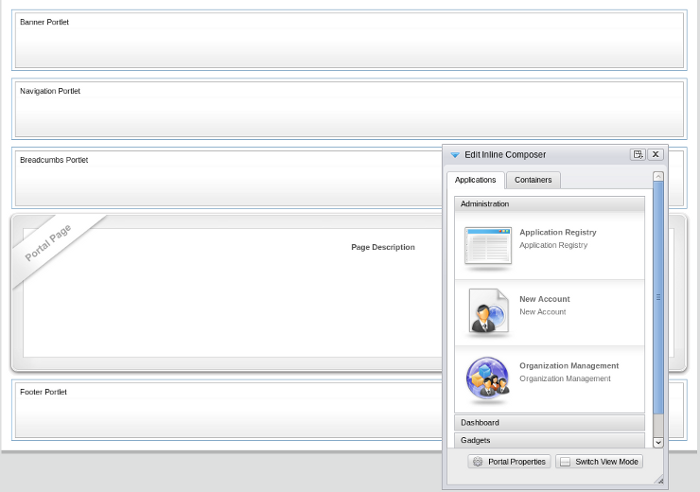 Banner Portlet
Navigation Portlet
Breadcumbs Portlet
Portal Page
Page Description
Footer Portlet
Edit Inline Composer
Applications Containers
Administration
Application Registry
Application Registry
New Account
New Account
Organization Management
Organization Management
Dashboard
Gadgets
Portal Properties Switch View Mode